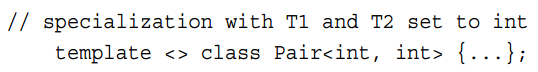 // specialization with T1 and T2 set to int
template <> class Pair<int, int> {...};